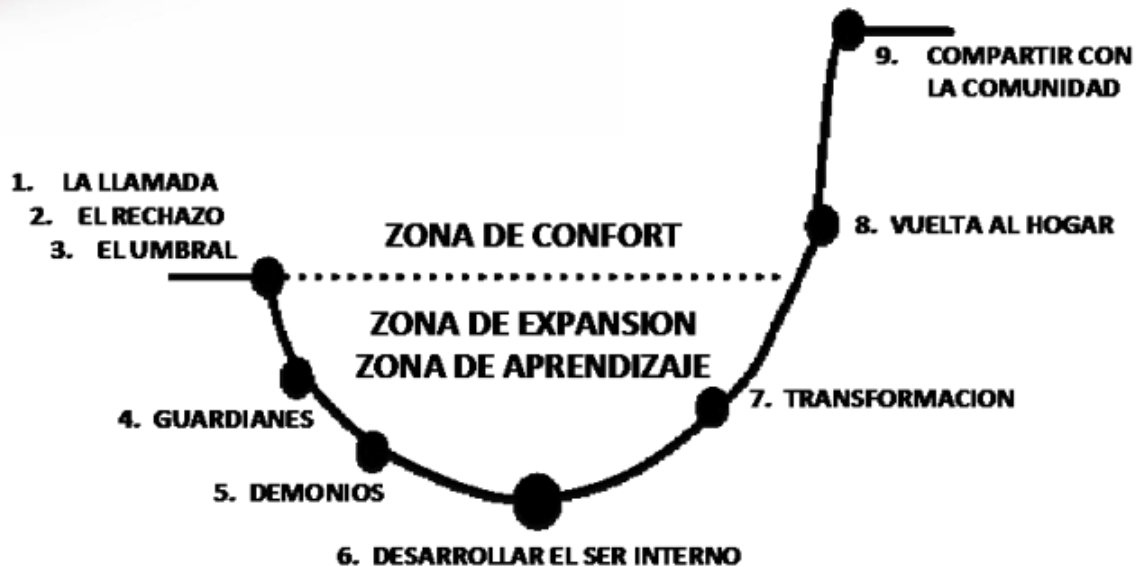 9. COMPARTIR CON
LA COMUNIDAD
1. LA LLAMADA
2. EL RECHAZO
3. EL UMBRAL
ZONA DE CONFORT
8. VUELTA AL HOGAR
ZONA DE EXPANSION
ZONA DE APRENDIZAJE
7. TRANSFORMACION
4. GUARDIANES
5. DEMONIOS
6. DESARROLLAR EL SER INTERNO